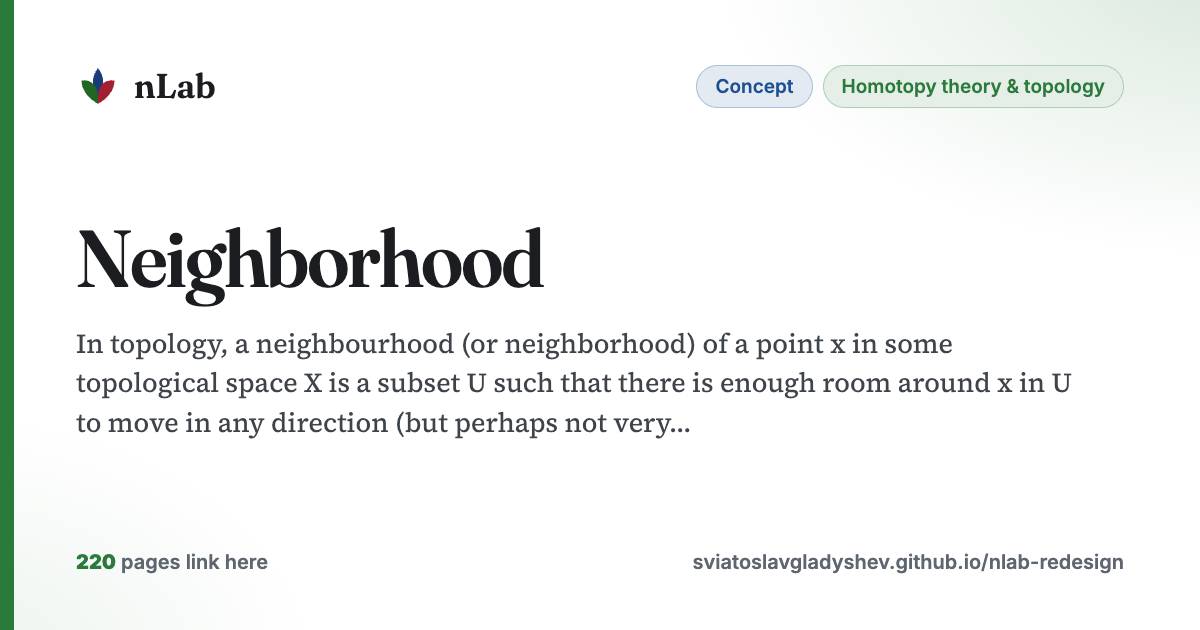 nLab
Concept
Homotopy theory & topology
Neighborhood
In topology, a neighbourhood (or neighborhood) of a point x in some
topological space X is a subset U such that there is enough room around x in U
to move in any direction (but perhaps not very...
220 pages link here
sviatoslavgladyshev.github.io/nlab-redesign